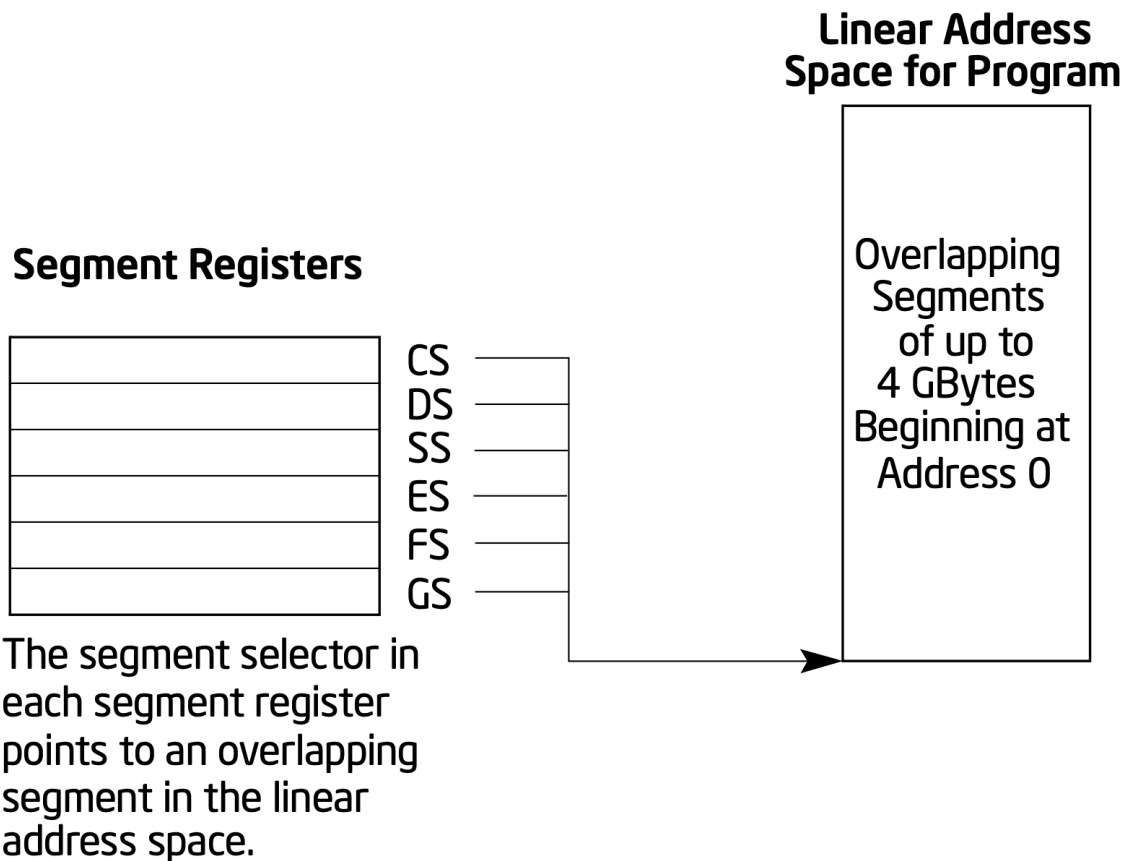 Linear Address
Space for Program
Overlapping
Segments
of up to
4 GBytes
Beginning at
Address 0
Segment Registers
CS
DS
SS
ES
FS
GS
The segment selector in
each segment register
points to an overlapping
segment in the linear
address space.